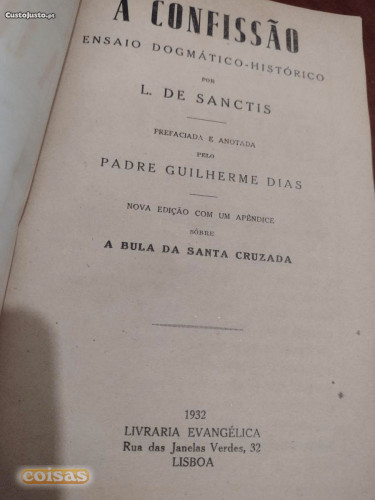 CustoJusto.pt
A CONFISSÃO
ENSAIO DOGMÁTICO-HISTÓRICO
POR
L. DE SANCTIS
PREFACIADA E ANOTADA
PELO
PADRE GUILHERME DIAS
NOVA EDIÇÃO COM UM APÊNDICE
SÔBRE
A BULA DA SANTA CRUZADA
1932
LIVRARIA EVANGÉLICA
Rua das Janelas Verdes, 32
LISBOA
coisas